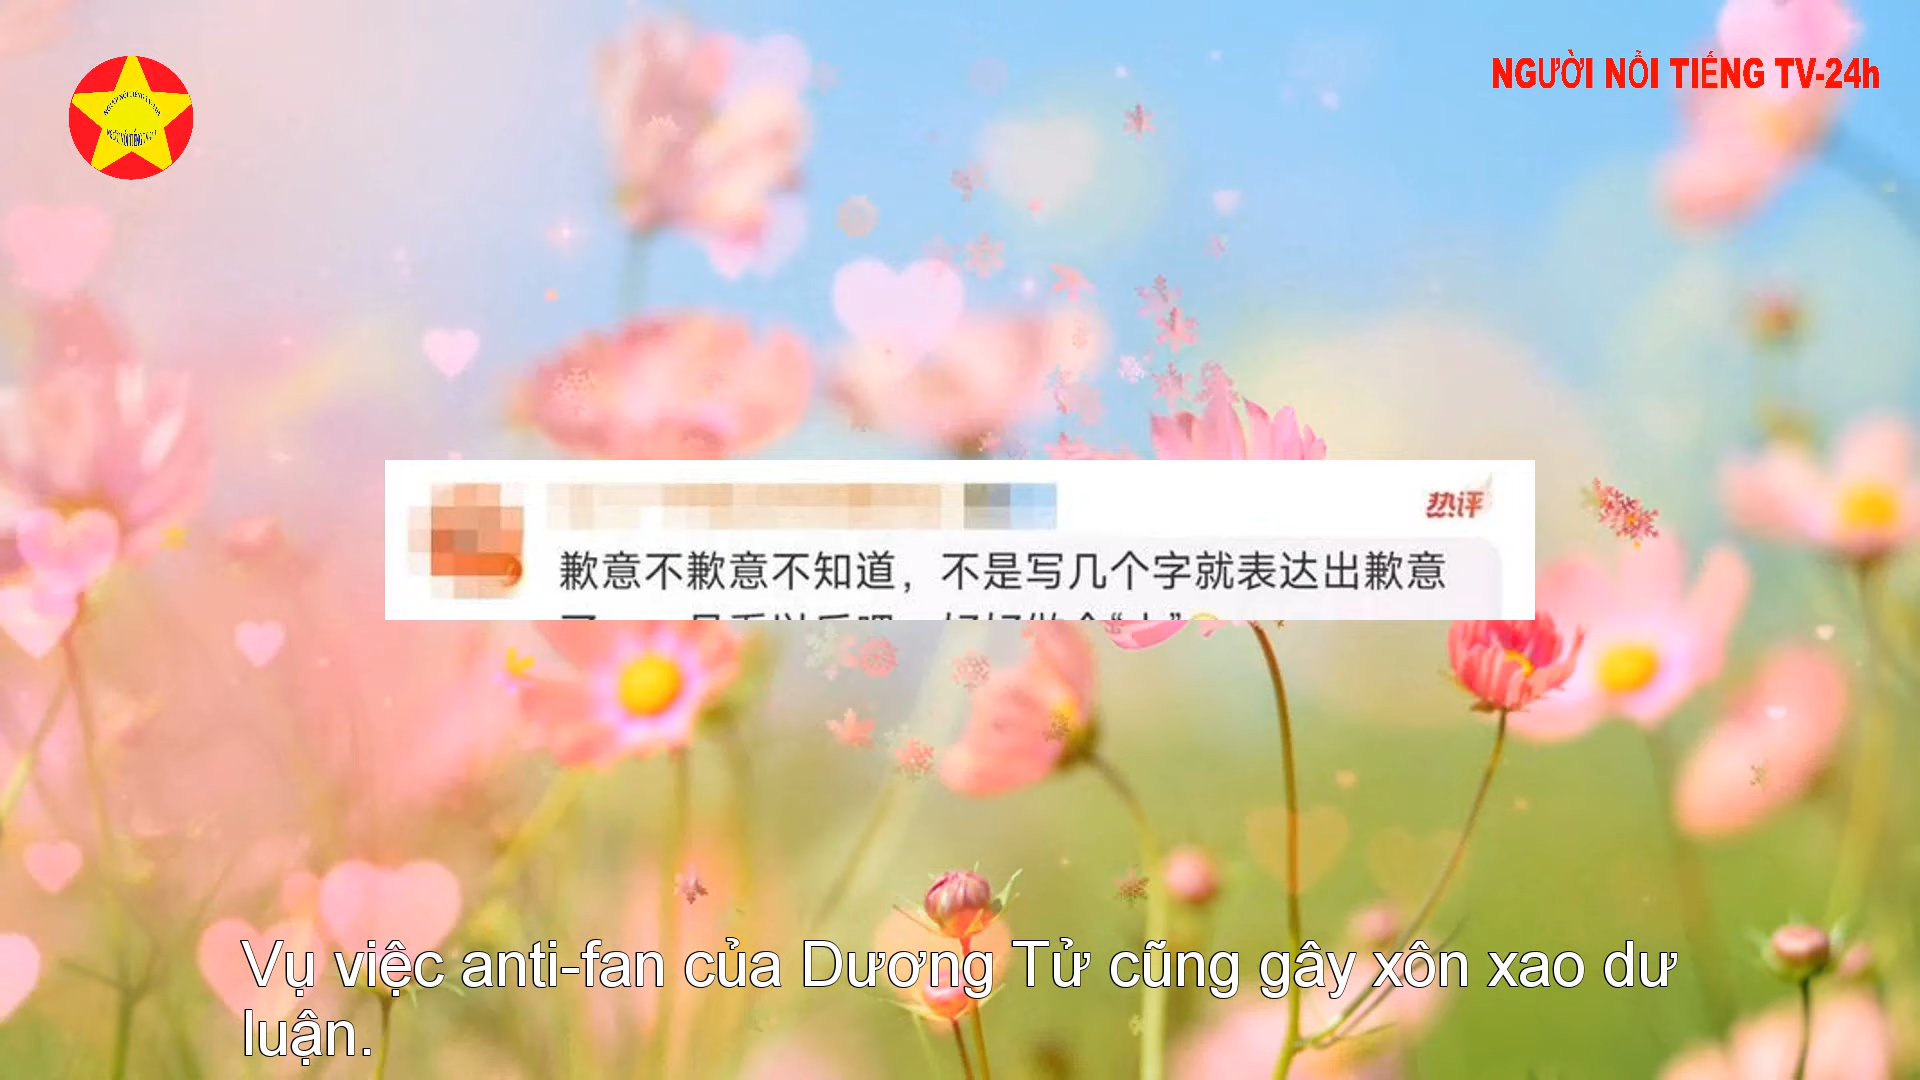 NGƯỜI NỔI TIẾNG TV-24h
热评
歉意不歉意不知道，不是写几个字就表达出歉意
Vụ việc anti-fan của Dương Tử cũng gây xôn xao dư
luận.